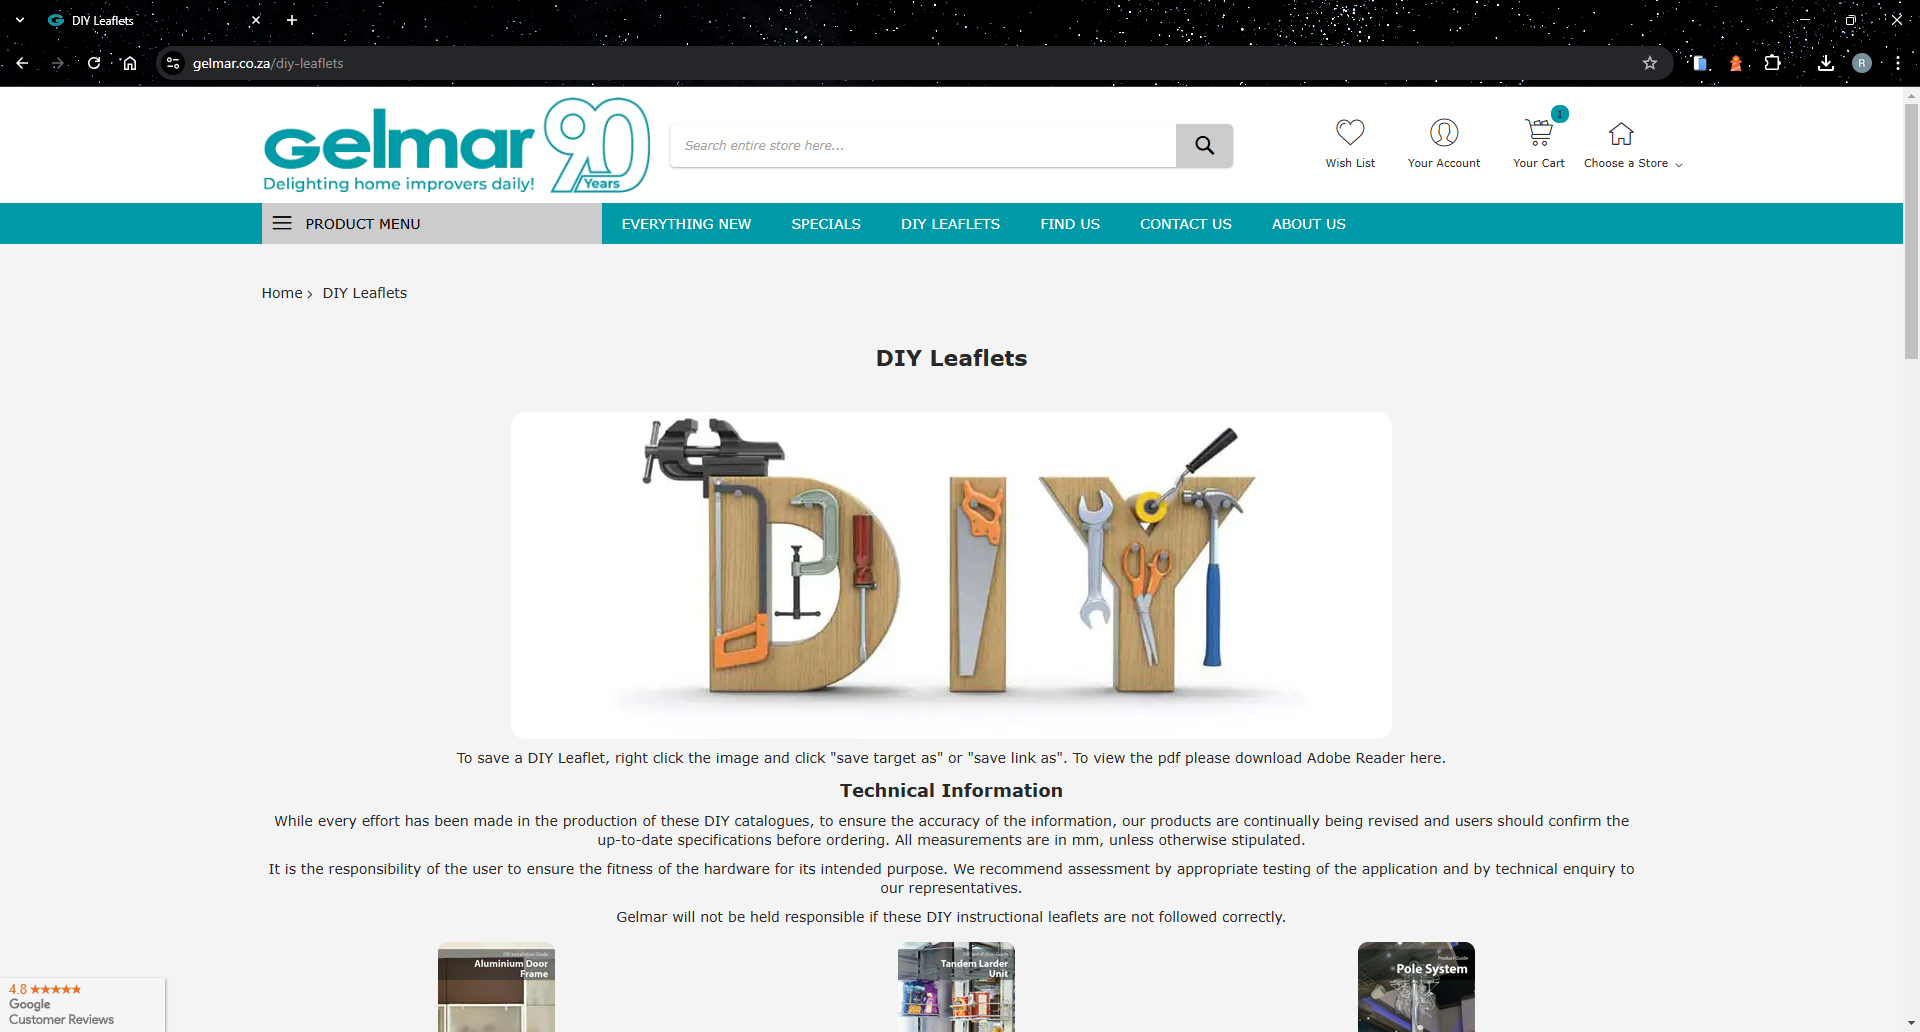 DIY Leaflets
gelmar.co.za/diy-leaflets
R
gelmar 90
Delighting home improvers daily!
Years
Search entire store here...
Wish List
Your Account
1
Your Cart
Choose a Store
PRODUCT MENU
EVERYTHING NEW
SPECIALS
DIY LEAFLETS
FIND US
CONTACT US
ABOUT US
Home
DIY Leaflets
DIY Leaflets
DIY
To save a DIY Leaflet, right click the image and click "save target as" or "save link as". To view the pdf please download Adobe Reader here.
Technical Information
While every effort has been made in the production of these DIY catalogues, to ensure the accuracy of the information, our products are continually being revised and users should confirm the
up-to-date specifications before ordering. All measurements are in mm, unless otherwise stipulated.
It is the responsibility of the user to ensure the fitness of the hardware for its intended purpose. We recommend assessment by appropriate testing of the application and by technical enquiry to
our representatives.
Gelmar will not be held responsible if these DIY instructional leaflets are not followed correctly.
DIY Installation Guide
Aluminium Door
Frame
DIY Installation Guide
Tandem Larder
Unit
Product Guide
Pole System
4.8
Google
Customer Reviews